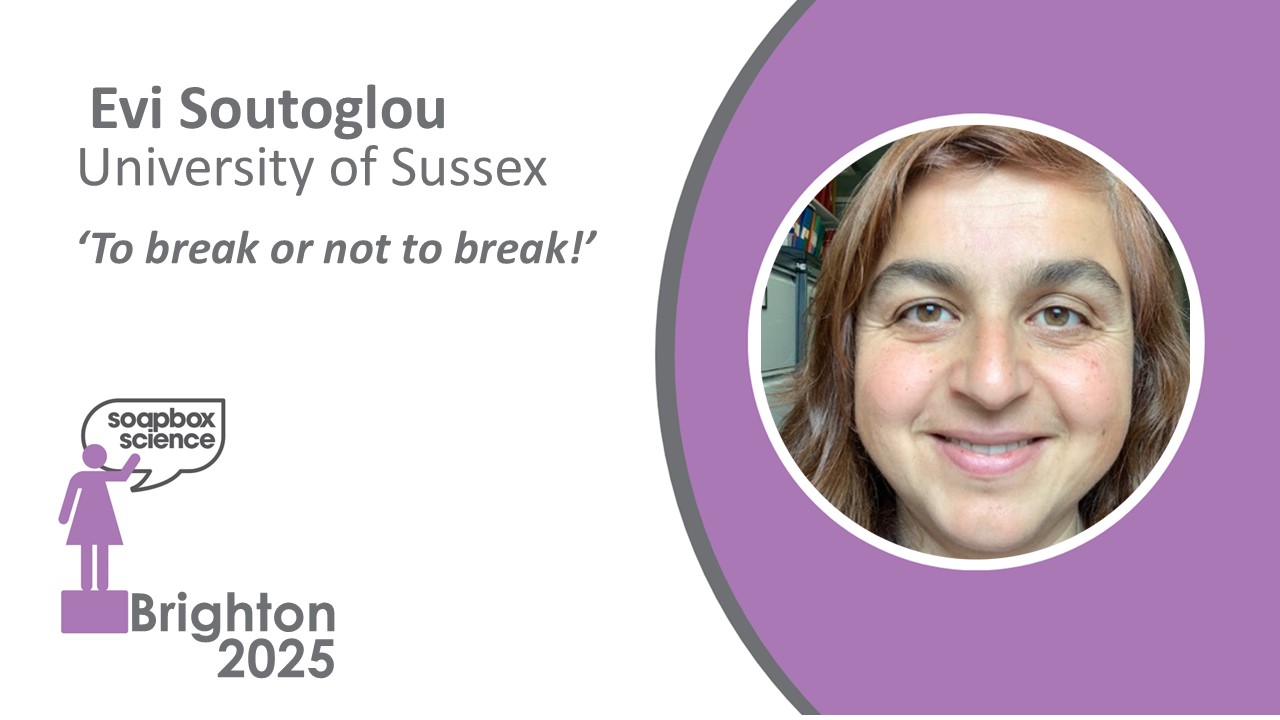 Evi Soutoglou
University of Sussex
‘To break or not to break!’
soapbox
science
Brighton
2025